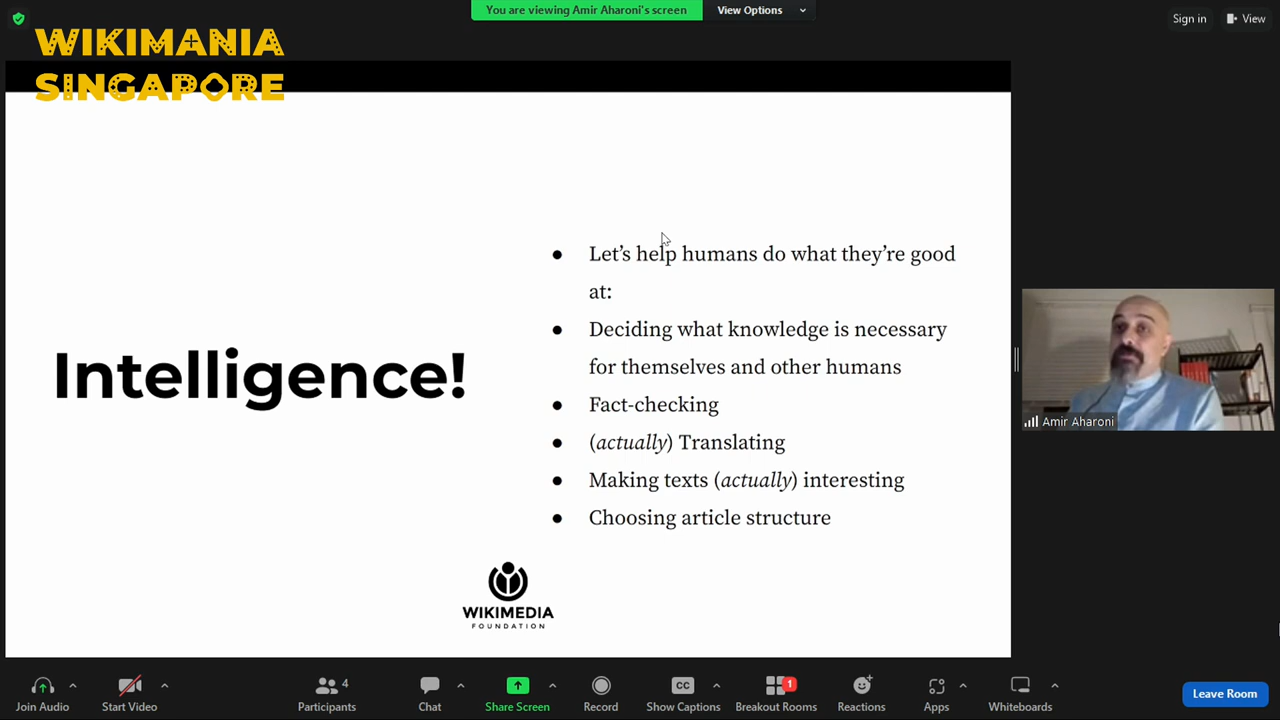 You are viewing Amir Aharoni's screen
View Options
Sign in
View
WIKIMANIA
SINGAPORE
Intelligence!
● Let’s help humans do what they’re good
at:
● Deciding what knowledge is necessary
for themselves and other humans
● Fact-checking
● (actually) Translating
● Making texts (actually) interesting
● Choosing article structure
WIKIMEDIA
FOUNDATION
Amir Aharoni
Join Audio
Start Video
4
Participants
Chat
Share Screen
Record
CC
Show Captions
1
Breakout Rooms
Reactions
Apps
Whiteboards
Leave Room